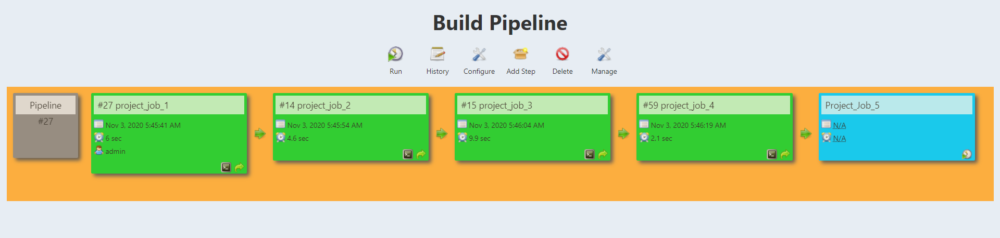 Build Pipeline
Run
History
Configure
Add Step
Delete
Manage
Pipeline
#27
#27 project_job_1
Nov 3, 2020 5:45:41 AM
6 sec
admin
#14 project_job_2
Nov 3, 2020 5:45:54 AM
4.6 sec
#15 project_job_3
Nov 3, 2020 5:46:04 AM
9.9 sec
#59 project_job_4
Nov 3, 2020 5:46:19 AM
2.1 sec
Project_Job_5
N/A
N/A